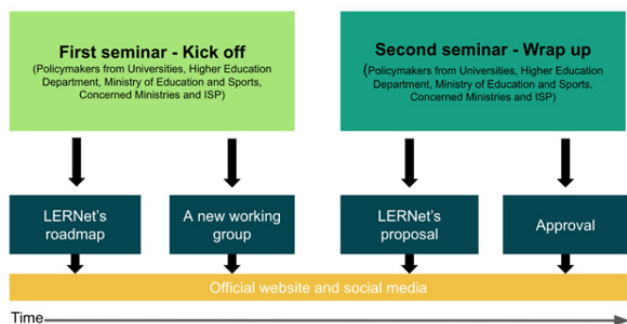 First seminar - Kick off
(Policymakers from Universities, Higher Education
Department, Ministry of Education and Sports,
Concerned Ministries and ISP)
Second seminar - Wrap up
(Policymakers from Universities, Higher Education
Department, Ministry of Education and Sports,
Concerned Ministries and ISP)
LERNet's
roadmap
A new working
group
LERNet's
proposal
Approval
Official website and social media
Time